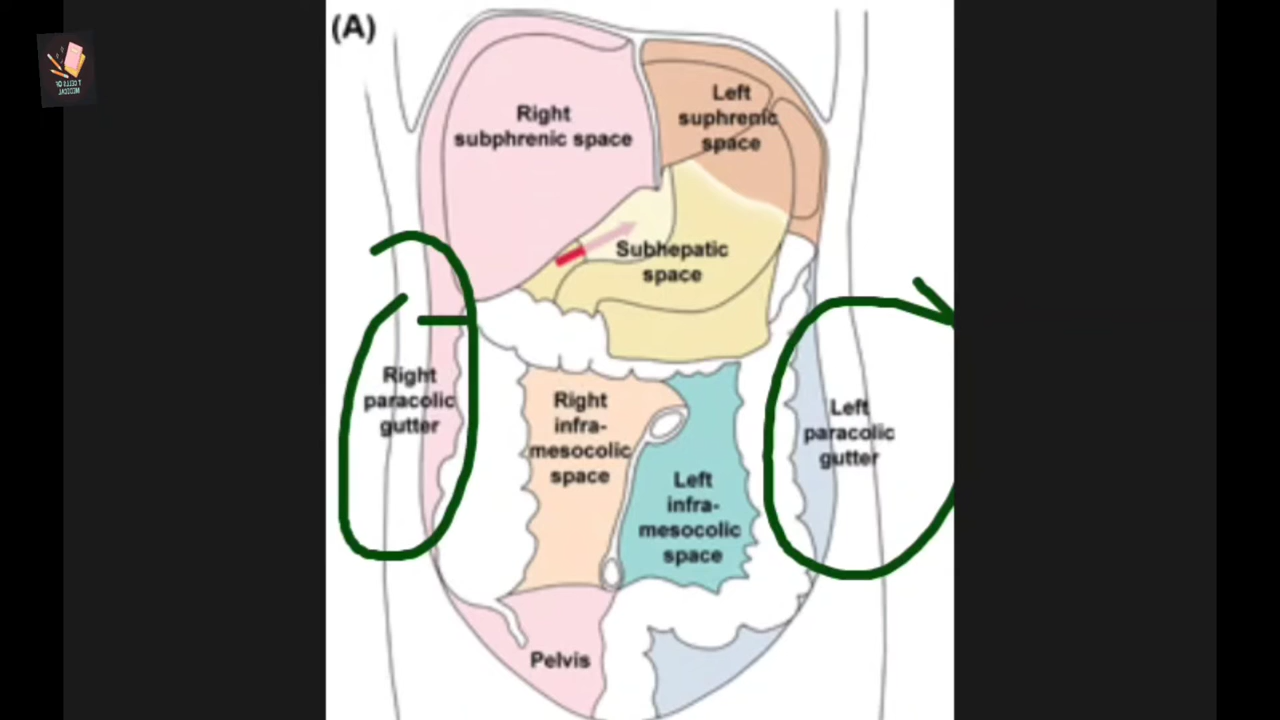 (A)
Right
subphrenic space
Left
suphrenic
space
Subhepatic
space
Right
paracolic
gutter
Right
infra-
mesocolic
space
Left
infra-
mesocolic
space
Left
paracolic
gutter
Pelvis